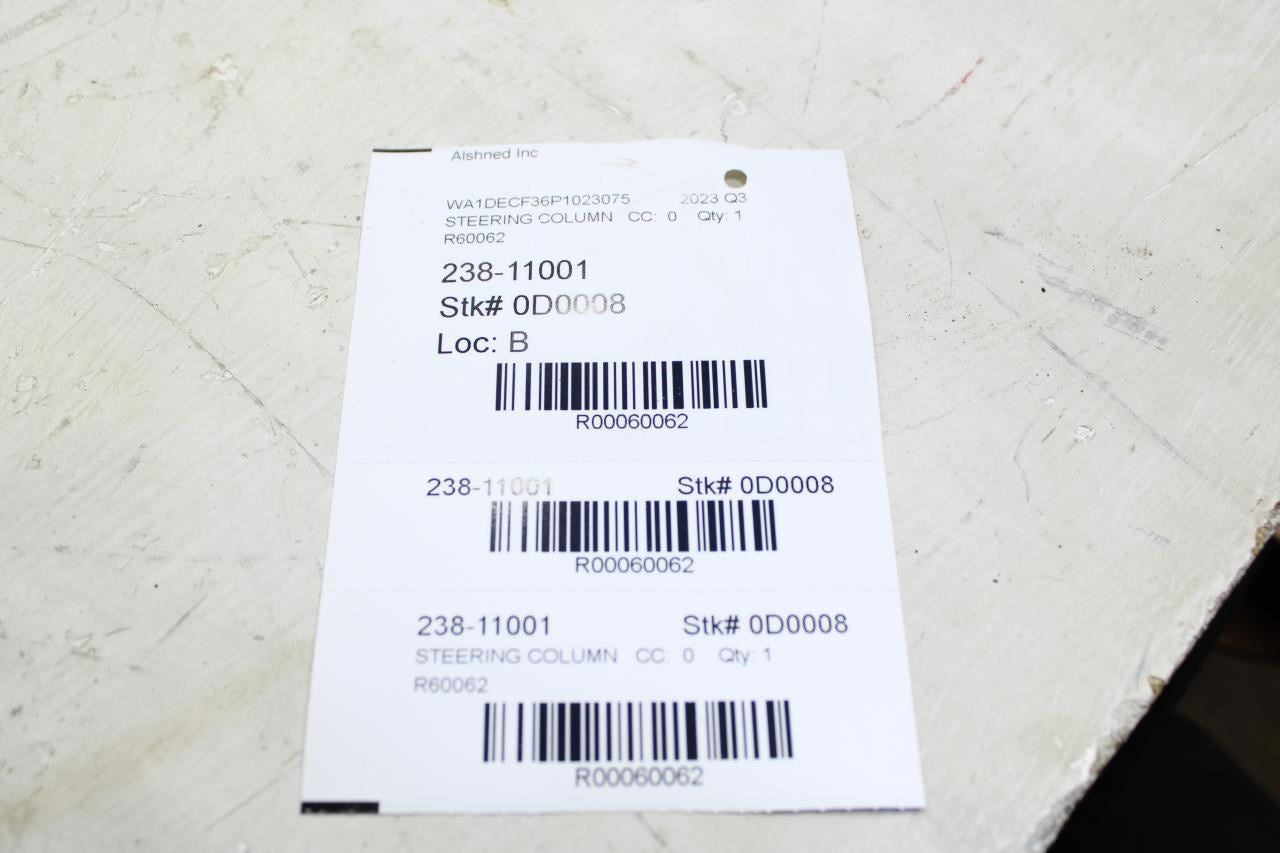 Alshned Inc
WA1DECF36P1023075 2023 Q3
STEERING COLUMN CC: 0 Qty: 1
R60062
238-11001
Stk# 0D0008
Loc: B
R00060062
238-11001 Stk# 0D0008
R00060062
238-11001 Stk# 0D0008
STEERING COLUMN CC: 0 Qty: 1
R60062
R00060062